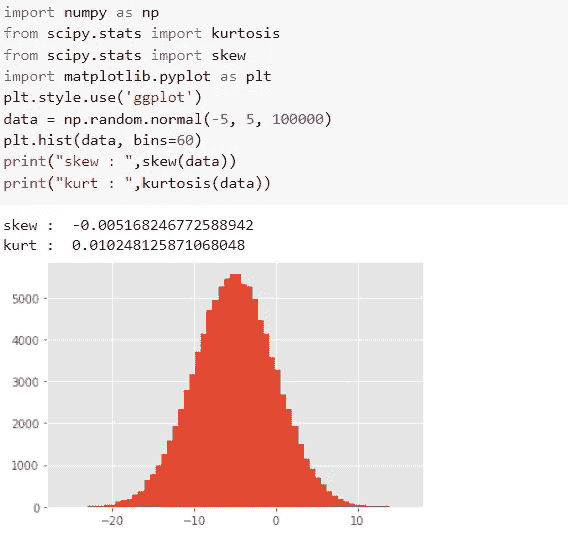 import numpy as np
from scipy.stats import kurtosis
from scipy.stats import skew
import matplotlib.pyplot as plt
plt.style.use('ggplot')
data = np.random.normal(-5, 5, 100000)
plt.hist(data, bins=60)
print("skew : ",skew(data))
print("kurt : ",kurtosis(data))
skew :  -0.005168246772588942
kurt :  0.010248125871068048
5000
4000
3000
2000
1000
0
−20 −10 0 10